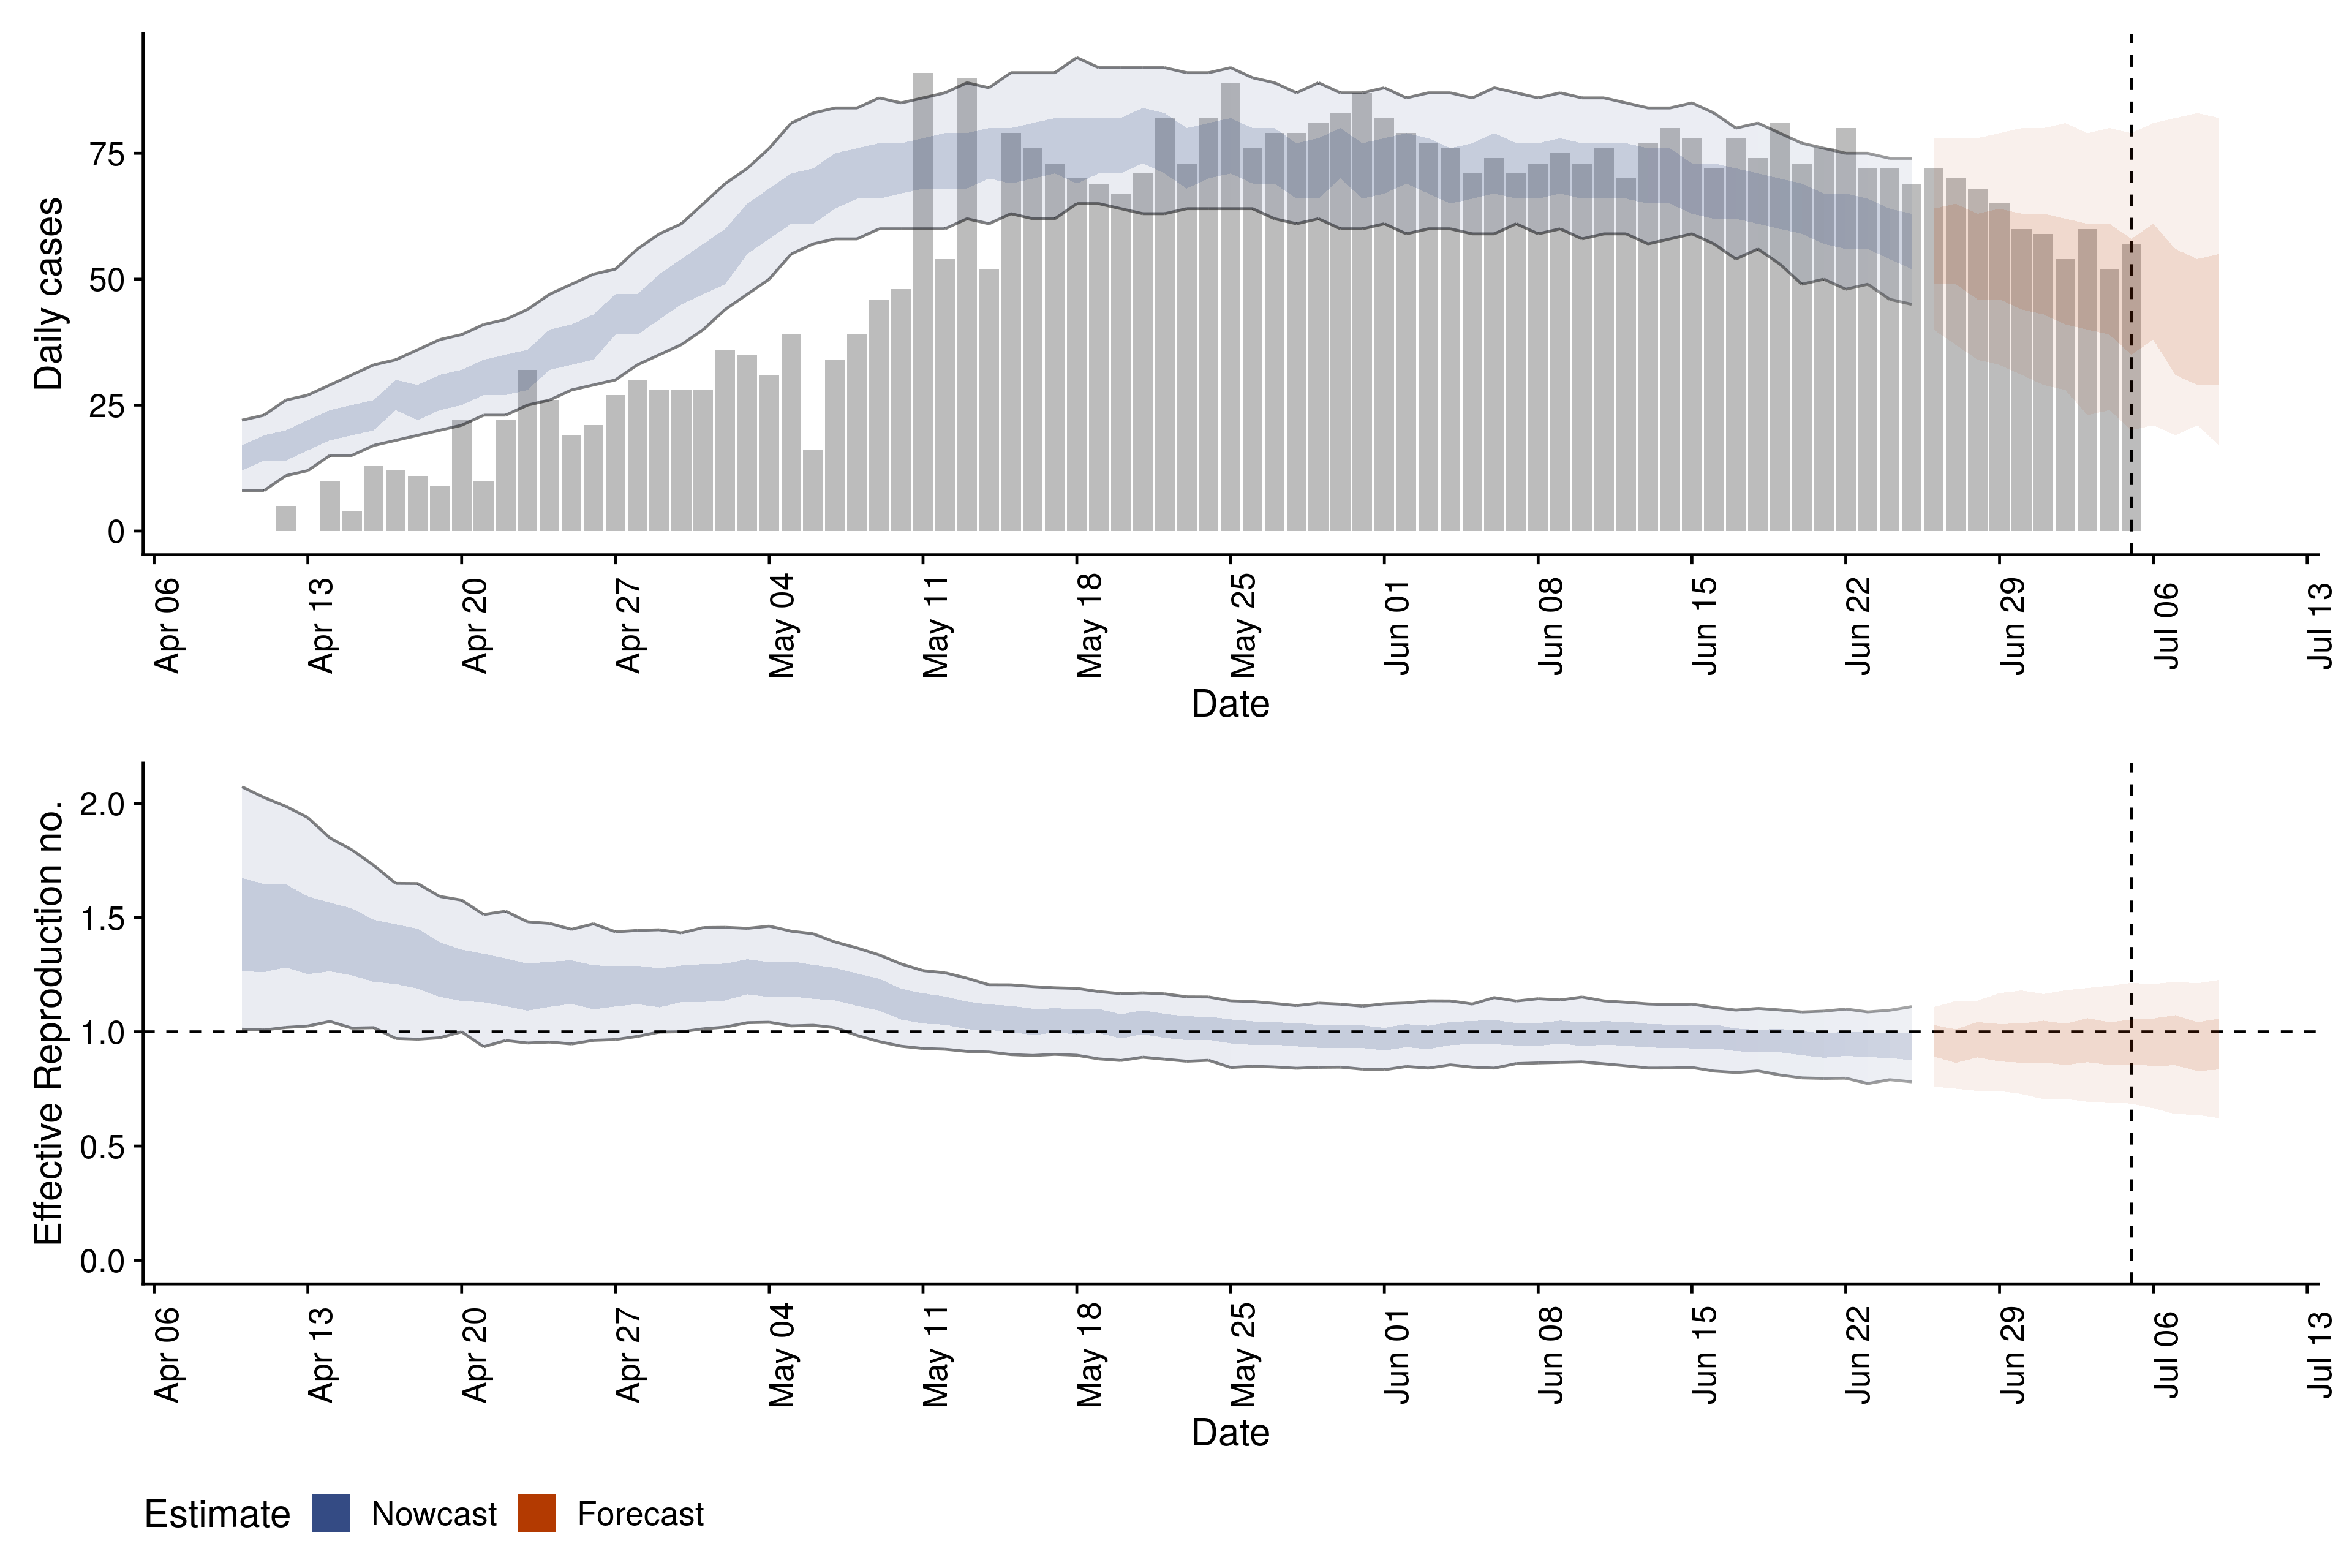 Daily cases
75
50
25
0
Apr 06
Apr 13
Apr 20
Apr 27
May 04
May 11
May 18
May 25
Jun 01
Jun 08
Jun 15
Jun 22
Jun 29
Jul 06
Jul 13
Date
Effective Reproduction no.
2.0
1.5
1.0
0.5
0.0
Apr 06
Apr 13
Apr 20
Apr 27
May 04
May 11
May 18
May 25
Jun 01
Jun 08
Jun 15
Jun 22
Jun 29
Jul 06
Jul 13
Date
Estimate Nowcast Forecast